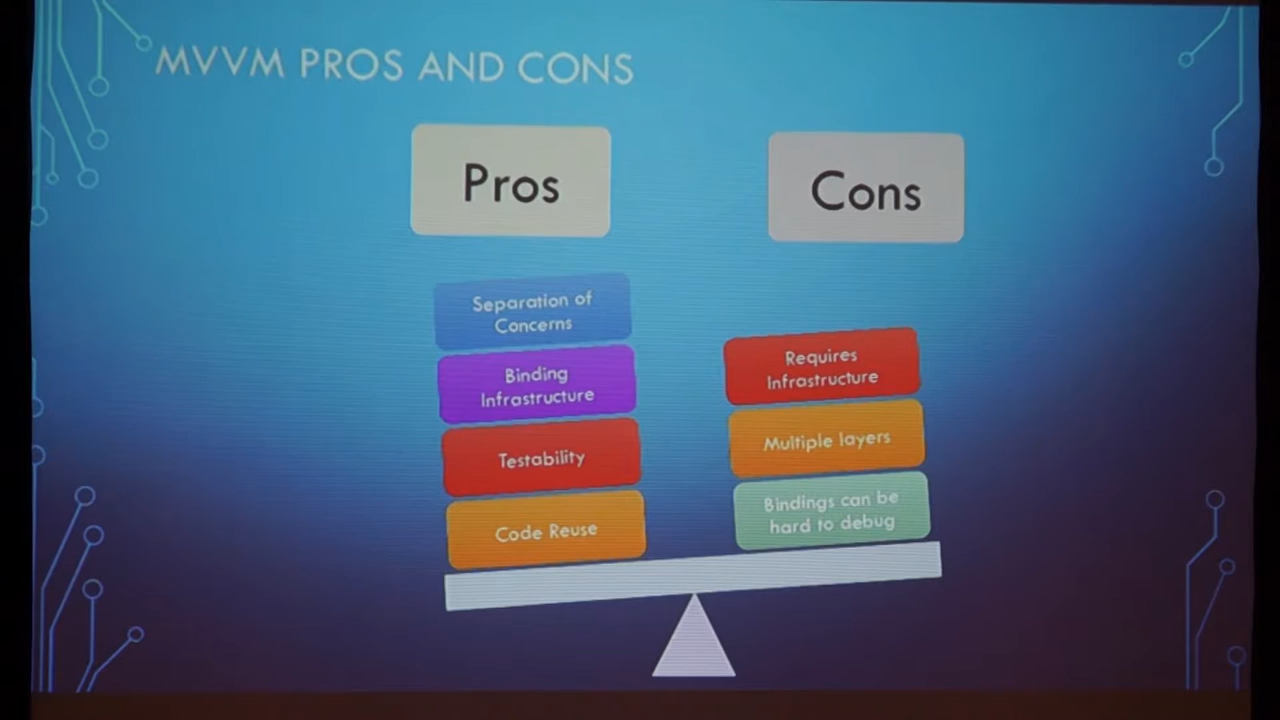 MVVM PROS AND CONS
Pros
Cons
Separation of
Concerns
Binding
Infrastructure
Testability
Code Reuse
Requires
Infrastructure
Multiple layers
Bindings can be
hard to debug